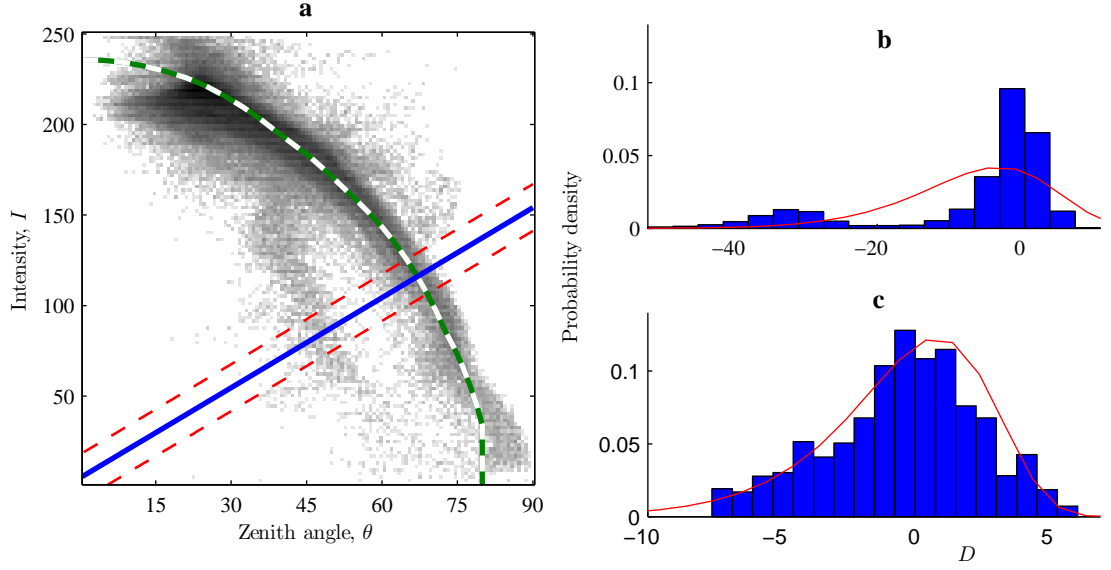 a
250
200
150
100
50
15 30 45 60 75 90
Zenith angle, θ
Intensity, I
b
0.1
0.05
0
−40 −20 0
Probability density
c
0.1
0.05
0
−10 −5 0 5
D